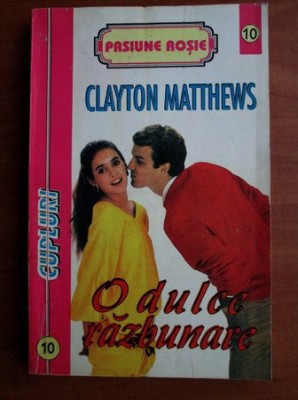 PASIUNE ROȘIE
10
CLAYTON MATTHEWS
CUPLURI
O dulce
răzbunare
10